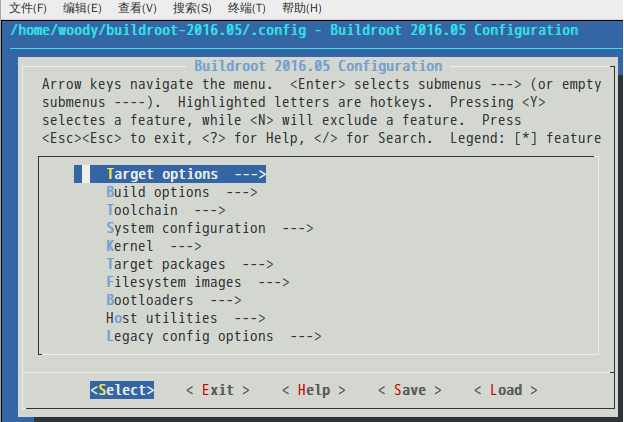 文件(F) 编辑(E) 查看(V) 搜索(S) 终端(T) 帮助(H)
/home/woody/buildroot-2016.05/.config - Buildroot 2016.05 Configuration
Buildroot 2016.05 Configuration
Arrow keys navigate the menu. <Enter> selects submenus ---> (or empty
submenus ----). Highlighted letters are hotkeys. Pressing <Y>
selectes a feature, while <N> will exclude a feature. Press
<Esc><Esc> to exit, <?> for Help, </> for Search. Legend: [*] feature
Target options --->
Build options --->
Toolchain --->
System configuration --->
Kernel --->
Target packages --->
Filesystem images --->
Bootloaders --->
Host utilities --->
Legacy config options --->
<Select> < Exit > < Help > < Save > < Load >